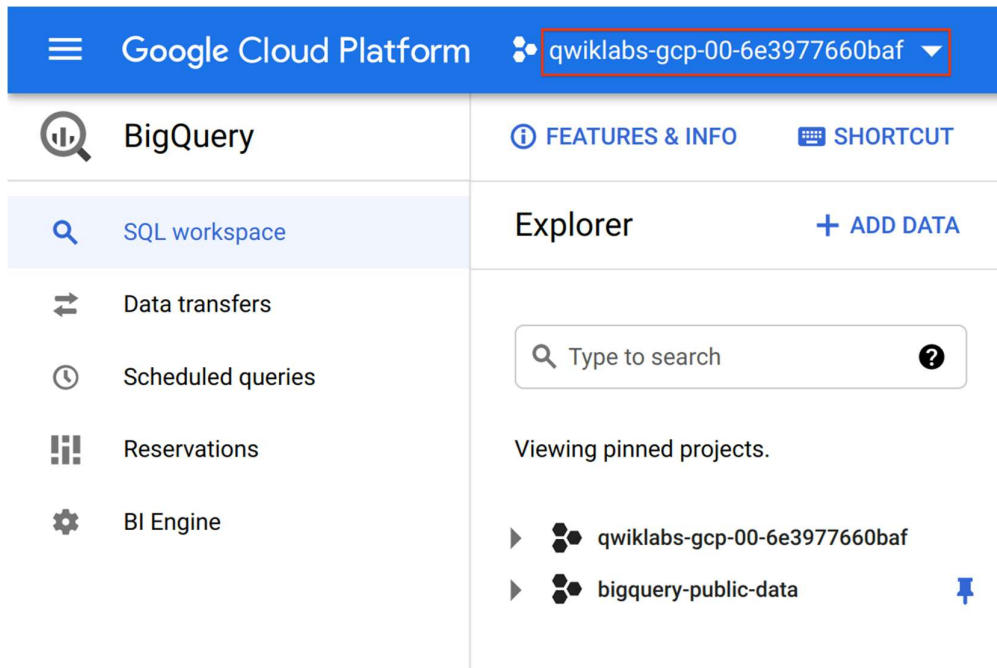 Google Cloud Platform
qwiklabs-gcp-00-6e3977660baf
BigQuery
FEATURES & INFO
SHORTCUT
SQL workspace
Data transfers
Scheduled queries
Reservations
BI Engine
Explorer
ADD DATA
Type to search
Viewing pinned projects.
qwiklabs-gcp-00-6e3977660baf
bigquery-public-data